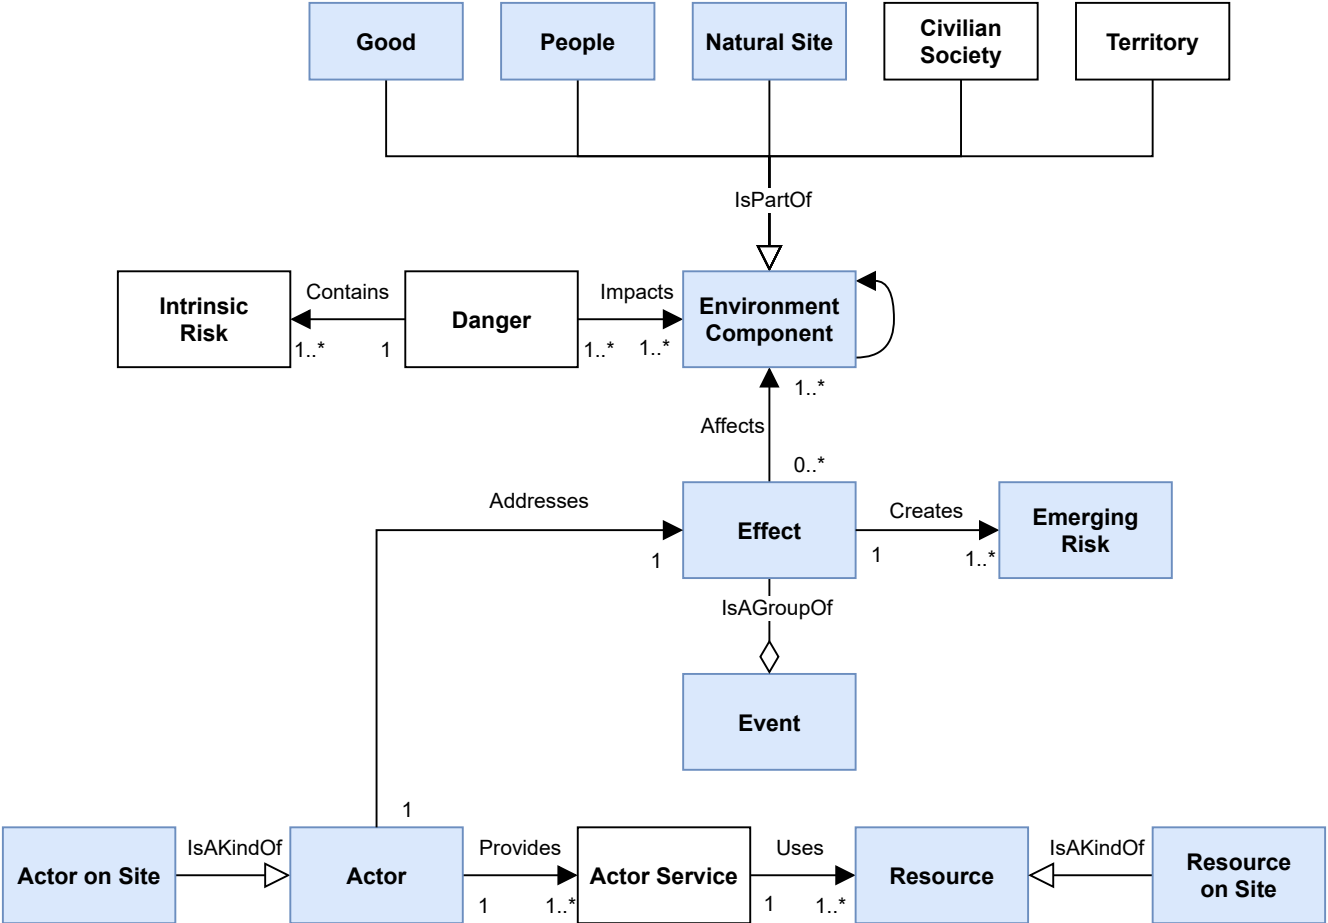 Good
People
Natural Site
Civilian
Society
Territory
IsPartOf
Intrinsic
Risk
Contains
1..*
1
Danger
Impacts
1..*
1..*
Environment
Component
1..*
Affects
0..*
Addresses
1
Effect
Creates
1
1..*
Emerging
Risk
IsAGroupOf
Event
1
Actor on Site
IsAKindOf
Actor
Provides
1
1..*
Actor Service
Uses
1
1..*
Resource
IsAKindOf
Resource
on Site